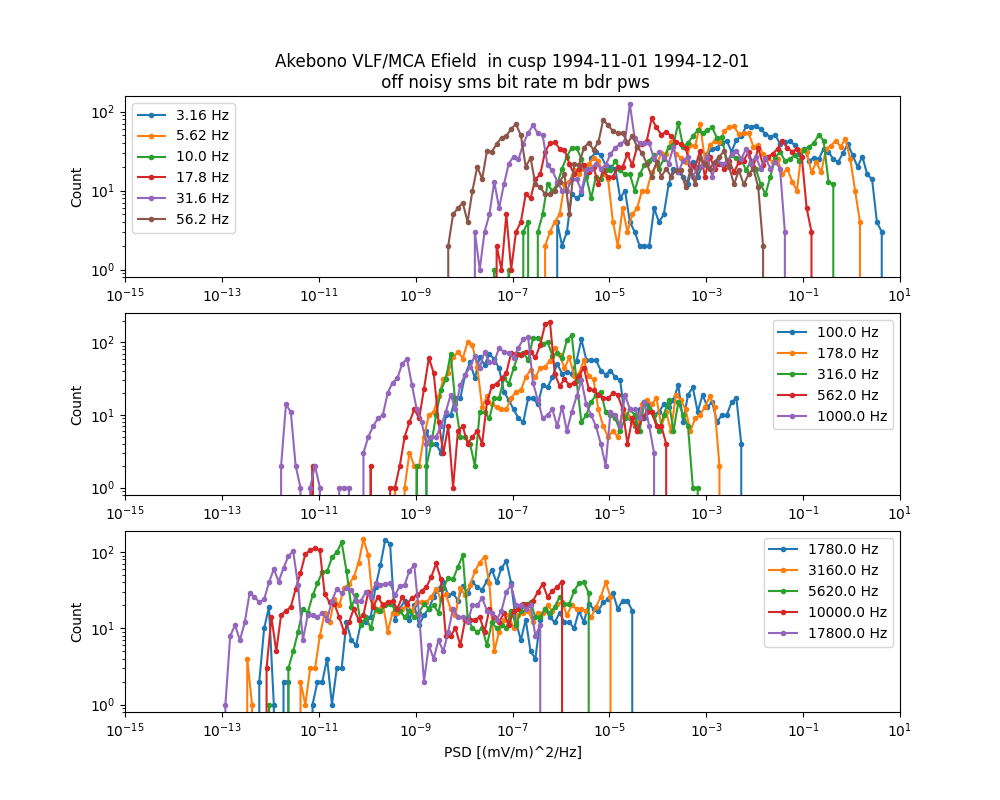 Akebono VLF/MCA Efield  in cusp 1994-11-01 1994-12-01
off noisy sms bit rate m bdr pws
Count
10^2
10^1
10^0
3.16 Hz
5.62 Hz
10.0 Hz
17.8 Hz
31.6 Hz
56.2 Hz
10^-15 10^-13 10^-11 10^-9 10^-7 10^-5 10^-3 10^-1 10^1
Count
10^2
10^1
10^0
100.0 Hz
178.0 Hz
316.0 Hz
562.0 Hz
1000.0 Hz
10^-15 10^-13 10^-11 10^-9 10^-7 10^-5 10^-3 10^-1 10^1
Count
10^2
10^1
10^0
1780.0 Hz
3160.0 Hz
5620.0 Hz
10000.0 Hz
17800.0 Hz
10^-15 10^-13 10^-11 10^-9 10^-7 10^-5 10^-3 10^-1 10^1
PSD [(mV/m)^2/Hz]